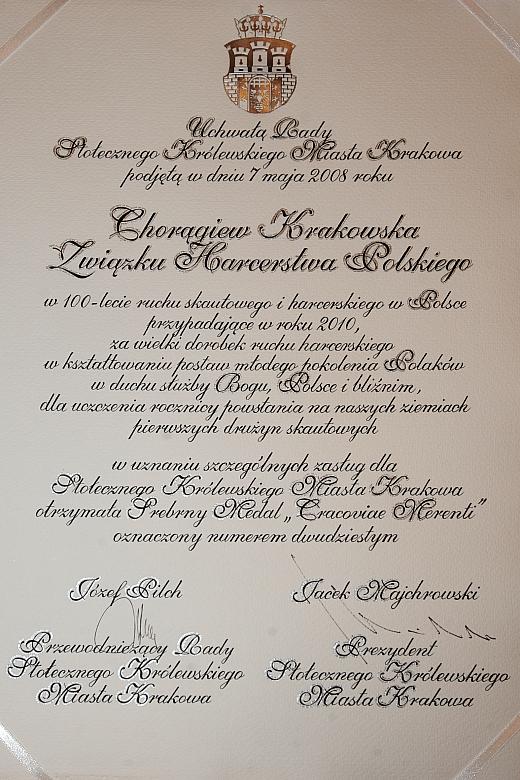 Uchwałą Rady
Stołecznego Królewskiego Miasta Krakowa
podjętą w dniu 7 maja 2008 roku
Chorągiew Krakowska
Związku Harcerstwa Polskiego
w 100-lecie ruchu skautowego i harcerskiego w Polsce
przypadające w roku 2010,
za wielki dorobek ruchu harcerskiego
w kształtowaniu postaw młodego pokolenia Polaków
w duchu służby Bogu, Polsce i bliźnim,
dla uczczenia rocznicy powstania na naszych ziemiach
pierwszych drużyn skautowych
w uznaniu szczególnych zasług dla
Stołecznego Królewskiego Miasta Krakowa
otrzymała Srebrny Medal „Cracoviae Merenti”
oznaczony numerem dwudziestym
Józef Pilch
Przewodniczący Rady
Stołecznego Królewskiego
Miasta Krakowa
Jacek Majchrowski
Prezydent
Stołecznego Królewskiego
Miasta Krakowa